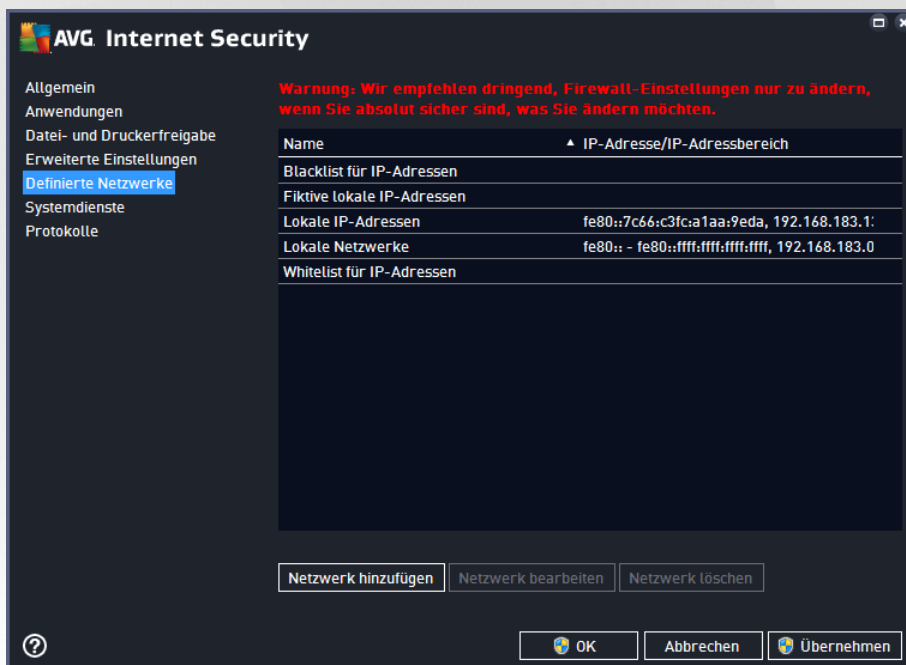 AVG Internet Security
Allgemein
Anwendungen
Datei- und Druckerfreigabe
Erweiterte Einstellungen
Definierte Netzwerke
Systemdienste
Protokolle
Warnung: Wir empfehlen dringend, Firewall-Einstellungen nur zu ändern,
wenn Sie absolut sicher sind, was Sie ändern möchten.
Name IP-Adresse/IP-Adressbereich
Blacklist für IP-Adressen
Fiktive lokale IP-Adressen
Lokale IP-Adressen fe80::7c66:c3fc:a1aa:9eda, 192.168.183.1
Lokale Netzwerke fe80:: - fe80::ffff:ffff:ffff:ffff, 192.168.183.0
Whitelist für IP-Adressen
Netzwerk hinzufügen Netzwerk bearbeiten Netzwerk löschen
? OK Abbrechen Übernehmen